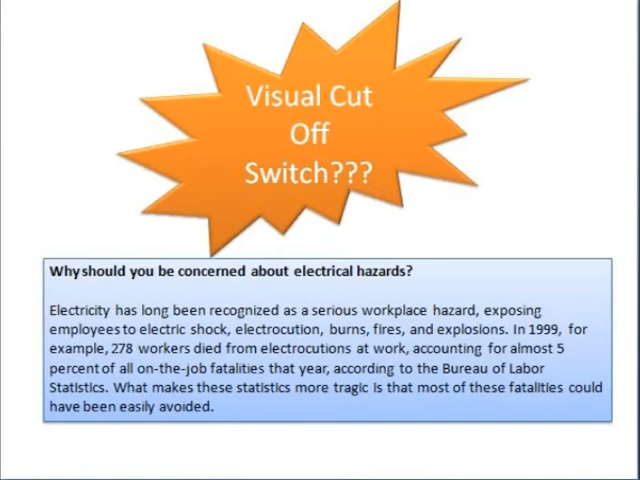 Visual Cut
Off
Switch???
Why should you be concerned about electrical hazards?
Electricity has long been recognized as a serious workplace hazard, exposing
employees to electric shock, electrocution, burns, fires, and explosions. In 1999, for
example, 278 workers died from electrocutions at work, accounting for almost 5
percent of all on-the-job fatalities that year, according to the Bureau of Labor
Statistics. What makes these statistics more tragic is that most of these fatalities could
have been easily avoided.